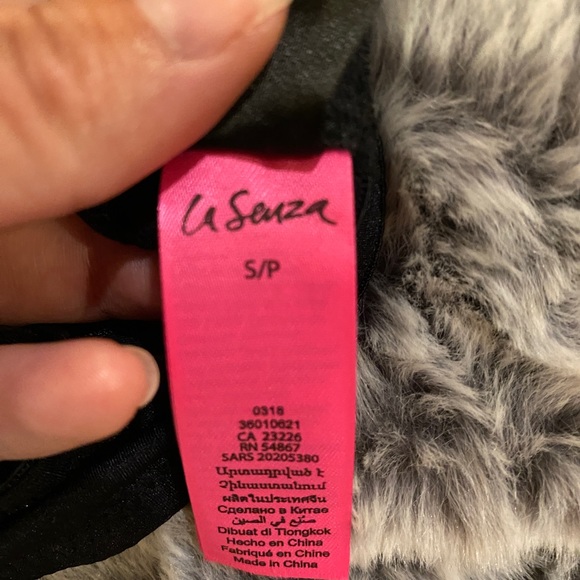 La Senza
S/P
0318
36010621
CA 23226
RN 54867
SARS 20205380
Արտադրված է
Չինաստանում
ผลิตในประเทศจีน
Сделано в Китае
صنع في الصين
Dibuat di Tiongkok
Hecho en China
Fabriqué en Chine
Made in China